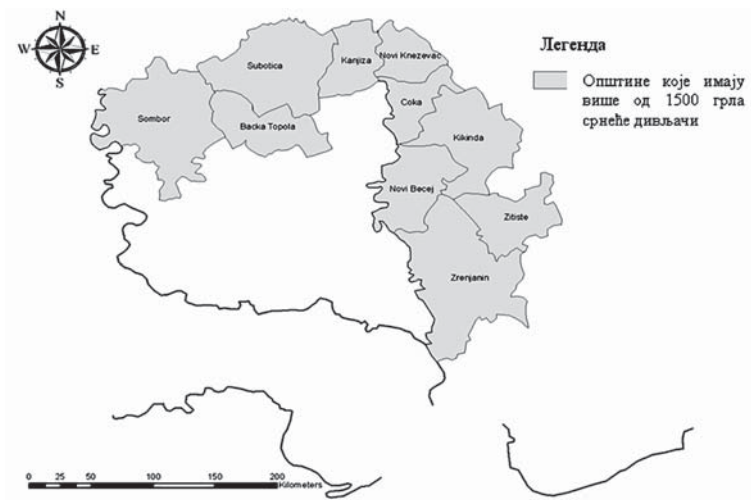 N
W E
S
Легенда
Општине које имају
више од 1500 грла
срнеће дивљачи
Subotica
Kanjiza
Novi Knezevac
Sombor
Backa Topola
Coka
Kikinda
Novi Becej
Zitiste
Zrenjanin
0 25 50 100 150 200
Kilometers